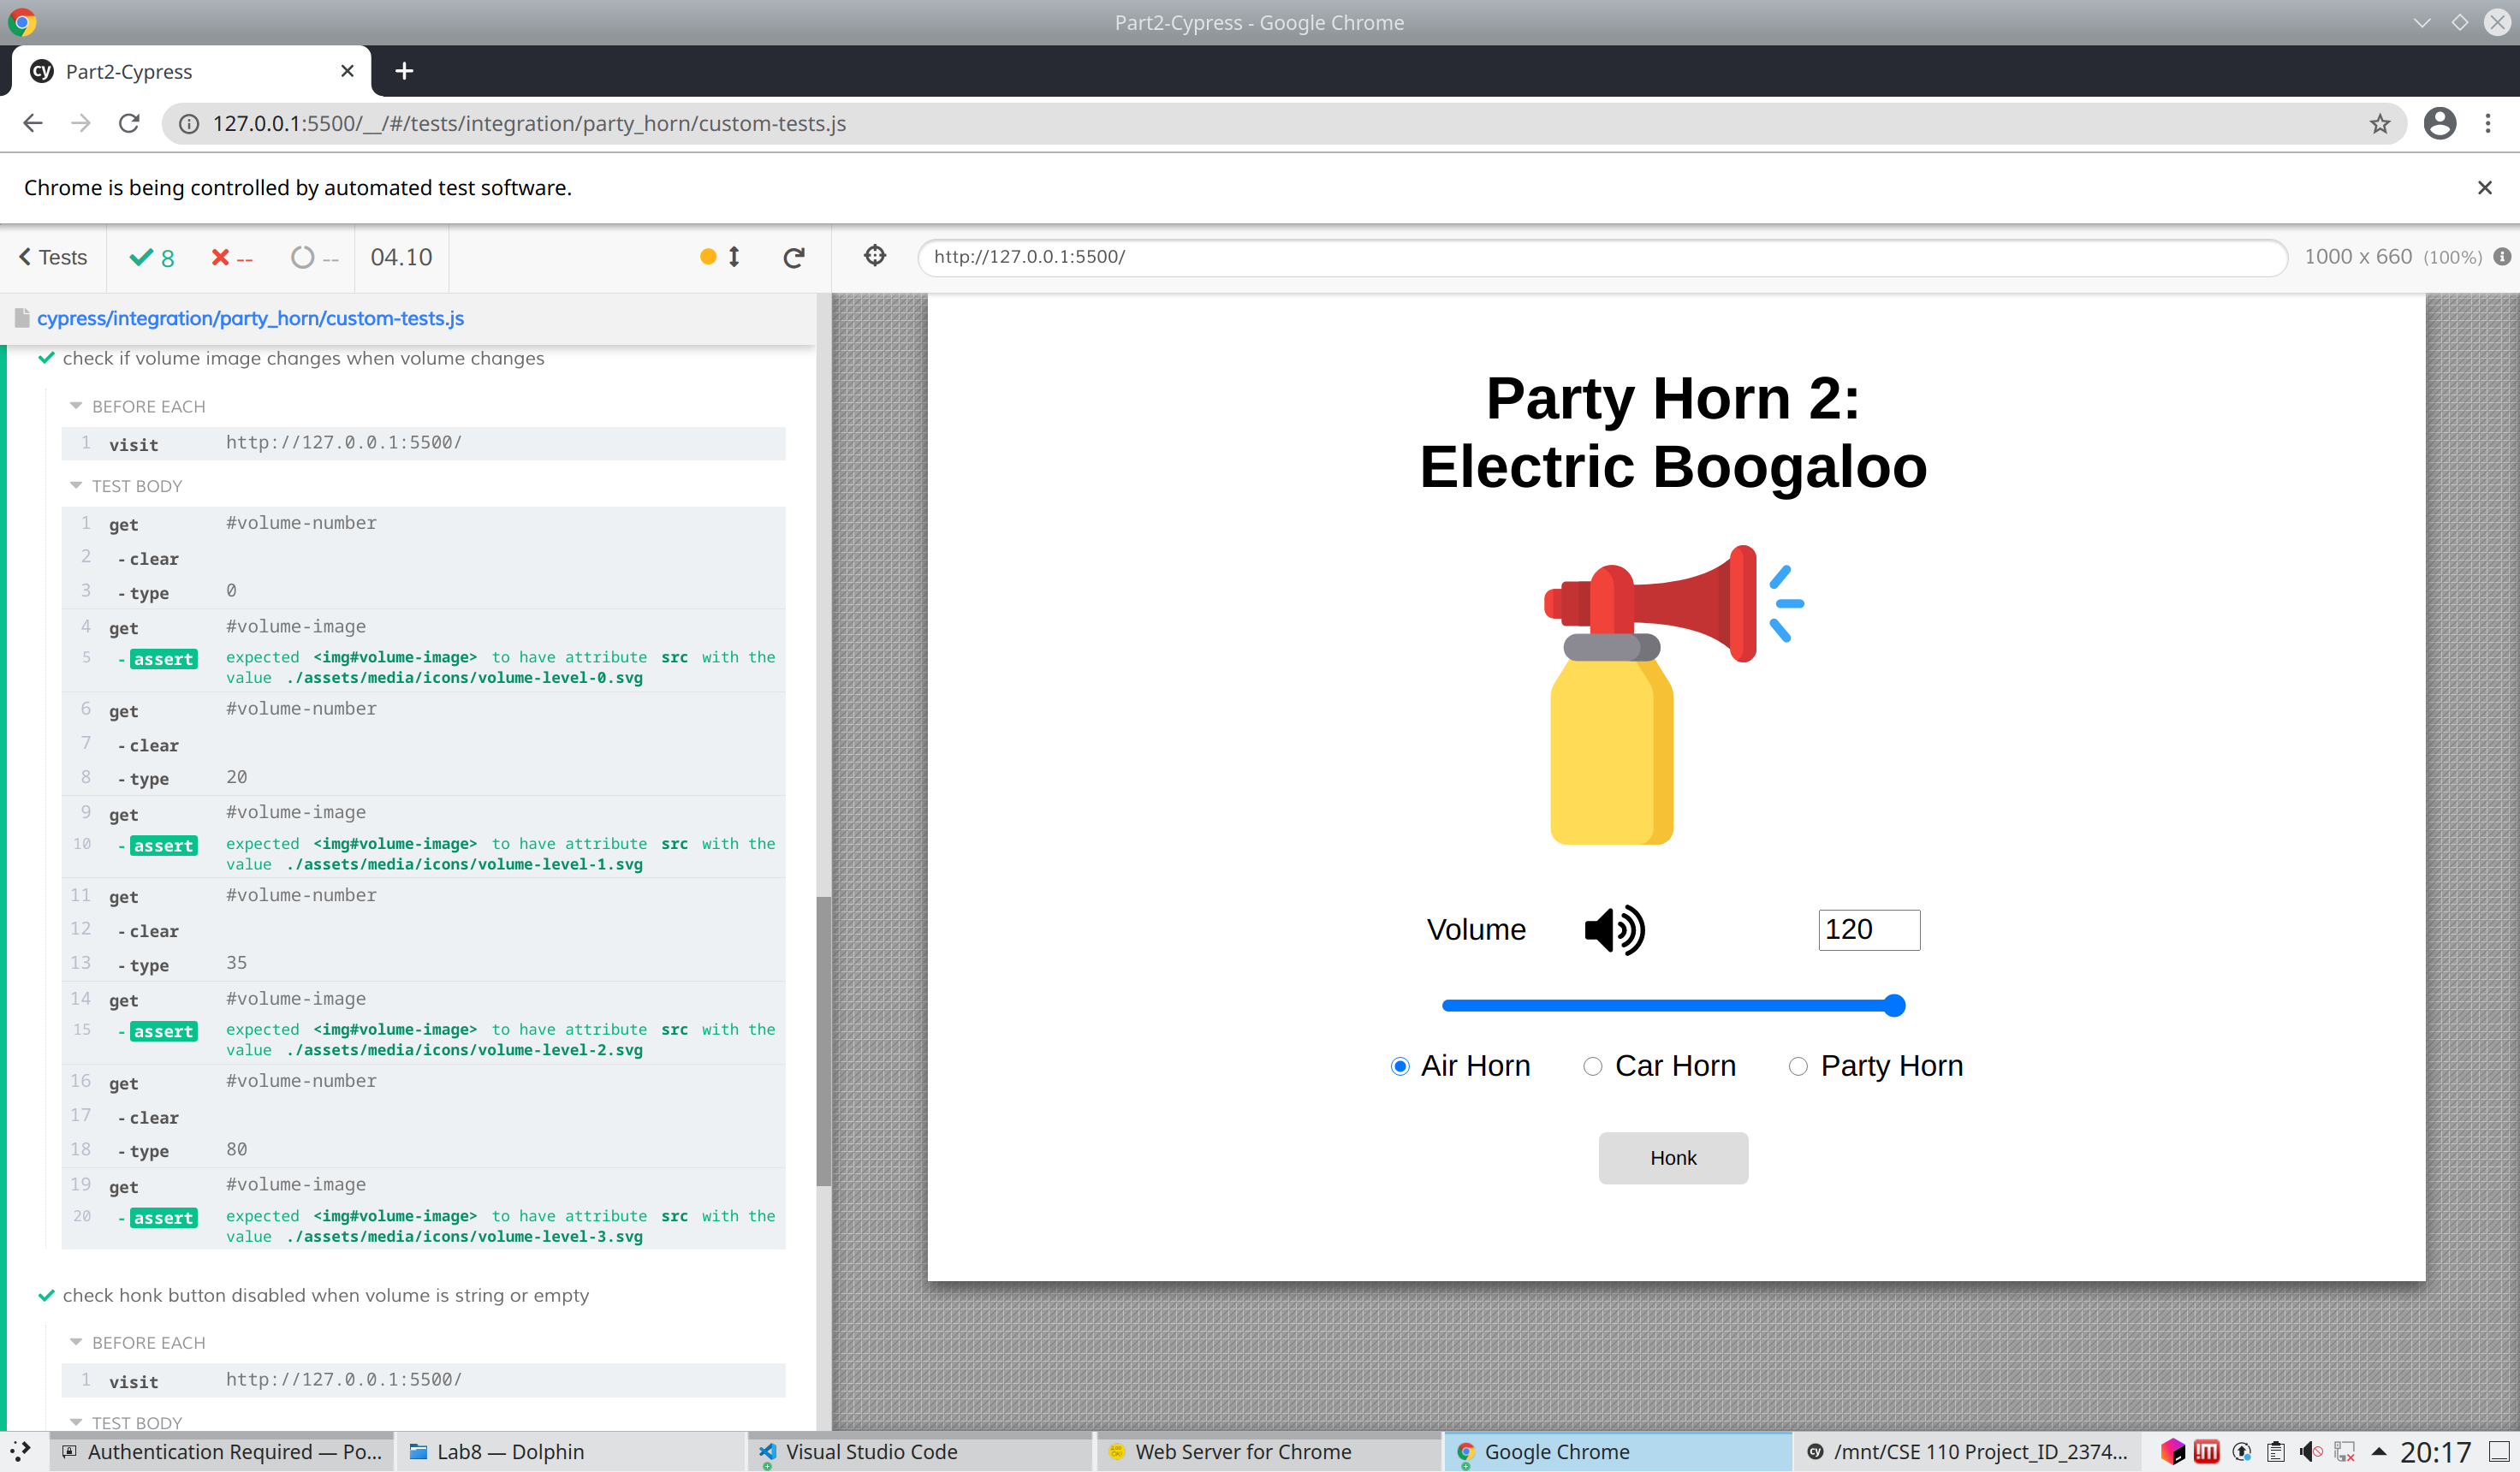 Part2-Cypress - Google Chrome
cy Part2-Cypress
127.0.0.1:5500/__/#/tests/integration/party_horn/custom-tests.js
Chrome is being controlled by automated test software.
Tests 8 -- -- 04.10
http://127.0.0.1:5500/ 1000 x 660 (100%)
cypress/integration/party_horn/custom-tests.js
check if volume image changes when volume changes
BEFORE EACH
1 visit http://127.0.0.1:5500/
TEST BODY
1 get #volume-number
2 - clear
3 - type 0
4 get #volume-image
5 - assert expected <img#volume-image> to have attribute src with the
value ./assets/media/icons/volume-level-0.svg
6 get #volume-number
7 - clear
8 - type 20
9 get #volume-image
10 - assert expected <img#volume-image> to have attribute src with the
value ./assets/media/icons/volume-level-1.svg
11 get #volume-number
12 - clear
13 - type 35
14 get #volume-image
15 - assert expected <img#volume-image> to have attribute src with the
value ./assets/media/icons/volume-level-2.svg
16 get #volume-number
17 - clear
18 - type 80
19 get #volume-image
20 - assert expected <img#volume-image> to have attribute src with the
value ./assets/media/icons/volume-level-3.svg
check honk button disabled when volume is string or empty
BEFORE EACH
1 visit http://127.0.0.1:5500/
TEST BODY
Party Horn 2:
Electric Boogaloo
Volume 120
Air Horn Car Horn Party Horn
Honk
Authentication Required — Po... Lab8 — Dolphin Visual Studio Code Web Server for Chrome Google Chrome cy /mnt/CSE 110 Project_ID_2374... 20:17